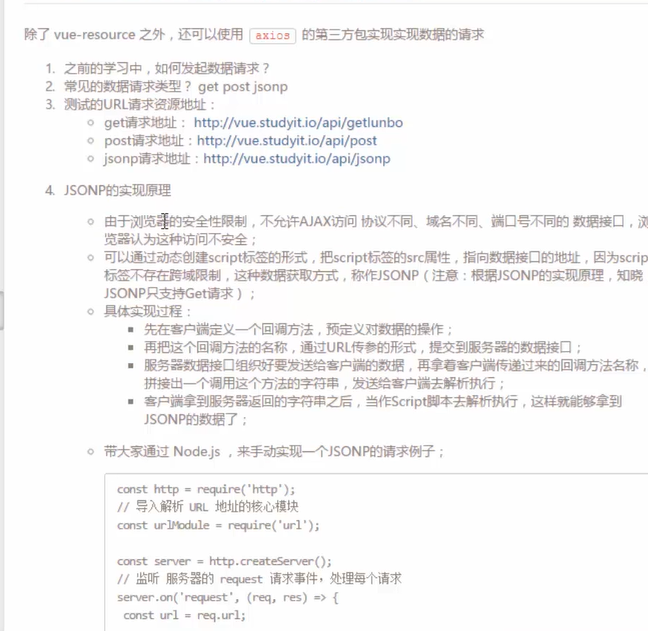 除了 vue-resource 之外，还可以使用 axios 的第三方包实现实现数据的请求
1. 之前的学习中，如何发起数据请求？
2. 常见的数据请求类型？ get post jsonp
3. 测试的URL请求资源地址：
get请求地址： http://vue.studyit.io/api/getlunbo
post请求地址：http://vue.studyit.io/api/post
jsonp请求地址：http://vue.studyit.io/api/jsonp
4. JSONP的实现原理
由于浏览器的安全性限制，不允许AJAX访问 协议不同、域名不同、端口号不同的 数据接口，浏
览器认为这种访问不安全；
可以通过动态创建script标签的形式，把script标签的src属性，指向数据接口的地址，因为scrip
标签不存在跨域限制，这种数据获取方式，称作JSONP（注意：根据JSONP的实现原理，知晓
JSONP只支持Get请求）；
具体实现过程：
先在客户端定义一个回调方法，预定义对数据的操作；
再把这个回调方法的名称，通过URL传参的形式，提交到服务器的数据接口；
服务器数据接口组织好要发送给客户端的数据，再拿着客户端传递过来的回调方法名称，
拼接出一个调用这个方法的字符串，发送给客户端去解析执行；
客户端拿到服务器返回的字符串之后，当作Script脚本去解析执行，这样就能够拿到
JSONP的数据了；
带大家通过 Node.js ，来手动实现一个JSONP的请求例子；
const http = require('http');
// 导入解析 URL 地址的核心模块
const urlModule = require('url');
const server = http.createServer();
// 监听 服务器的 request 请求事件，处理每个请求
server.on('request', (req, res) => {
const url = req.url;